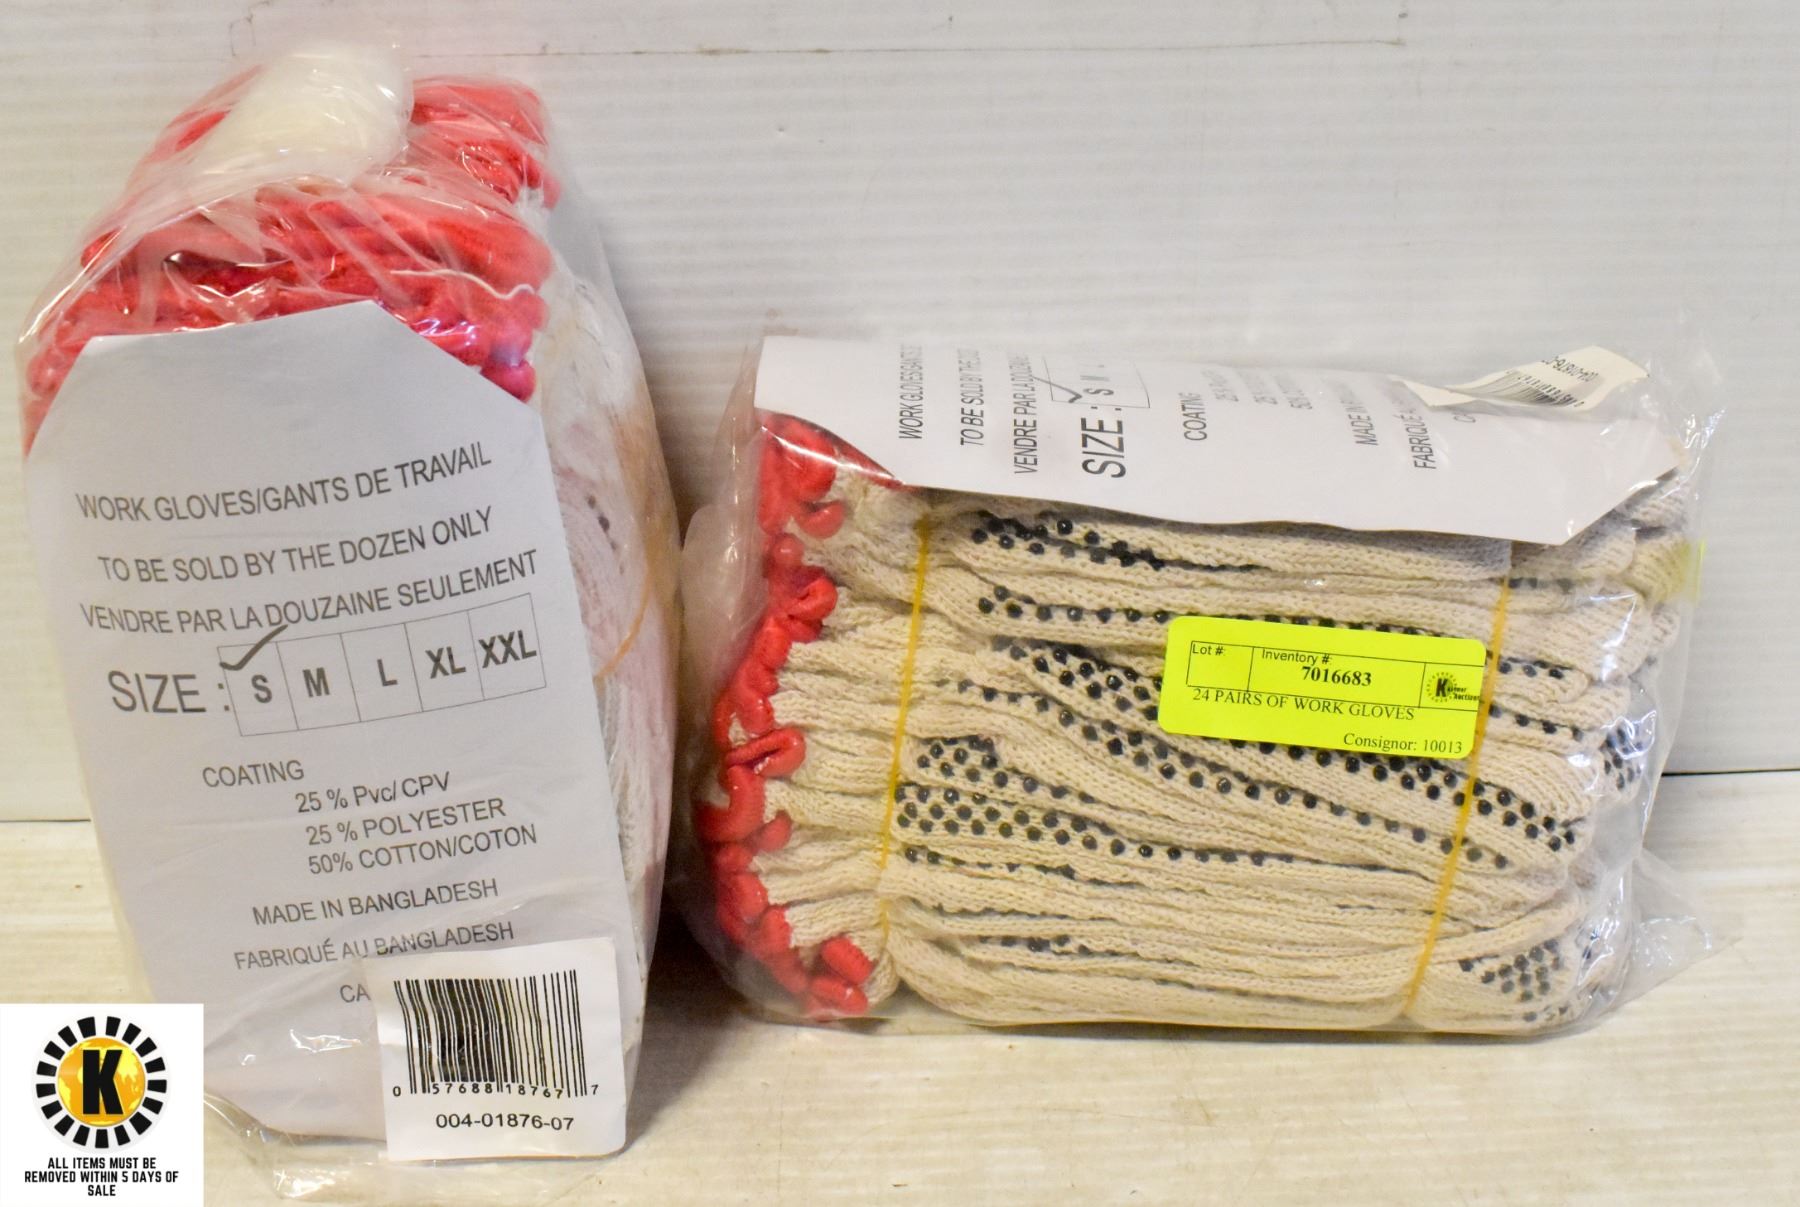 WORK GLOVES/GANTS DE TRAVAIL
TO BE SOLD BY THE DOZEN ONLY
VENDRE PAR LA DOUZAINE SEULEMENT
SIZE : S M L XL XXL
COATING
25 % Pvc/ CPV
25 % POLYESTER
50% COTTON/COTON
MADE IN BANGLADESH
FABRIQUÉ AU BANGLADESH
CA
0 57688 18767 7
004-01876-07
WORK GLOVES/GANTS DE
TO BE SOLD BY THE
VENDRE PAR LA DOUZAINE
SIZE : S M
COATING
MADE IN
FABRIQUÉ
Lot #:
Inventory #:
7016683
24 PAIRS OF WORK GLOVES
Consignor: 10013
K
ALL ITEMS MUST BE
REMOVED WITHIN 5 DAYS OF
SALE